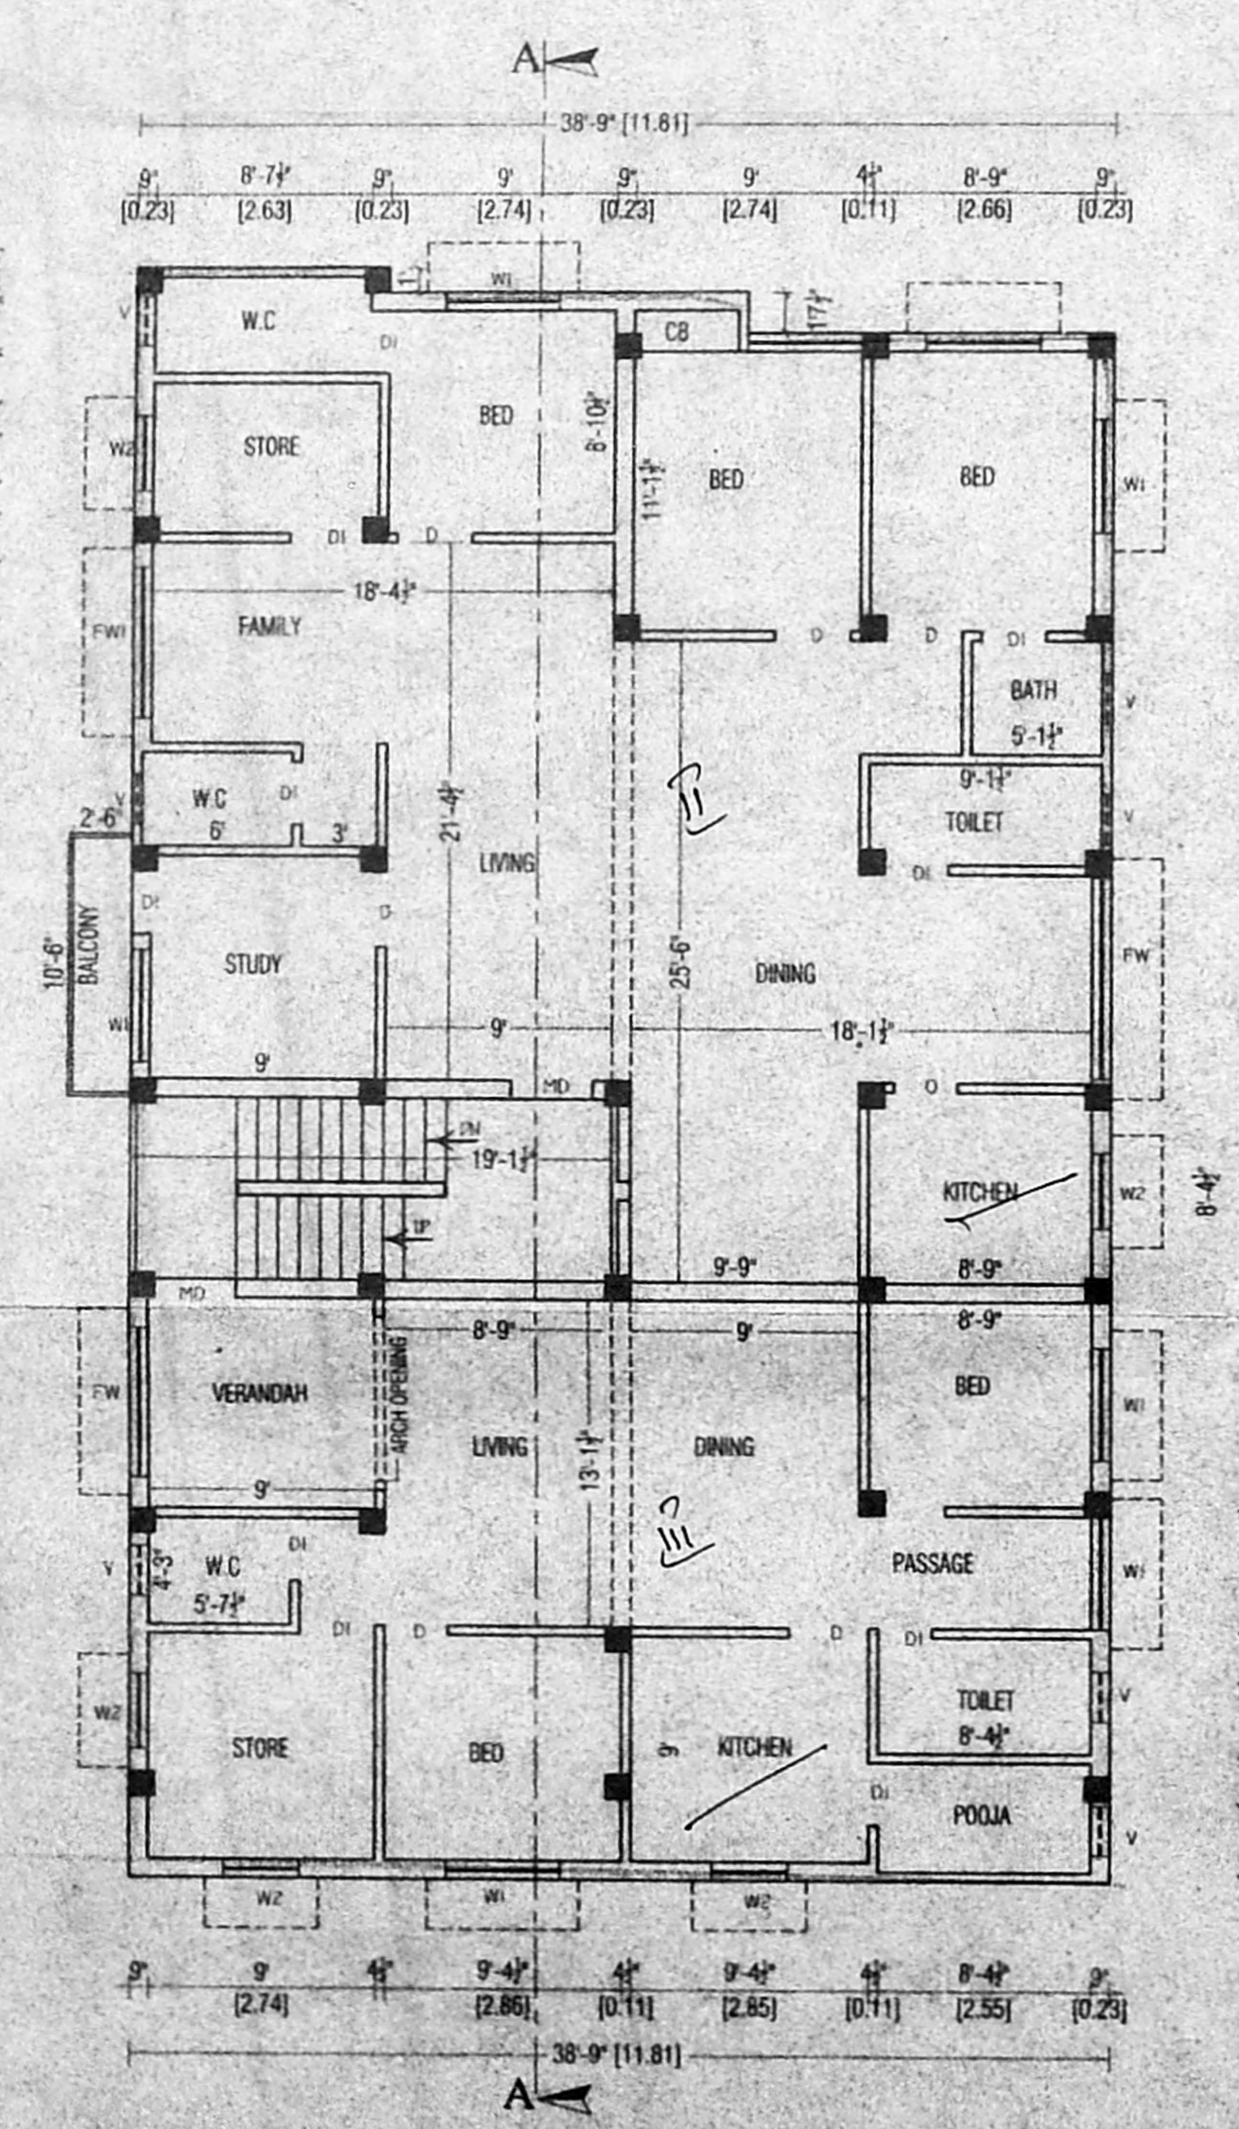 A
38'-9" [11.81]
9" 8'-7½" 9" 9' 9" 9' 4½" 8'-9" 9"
[0.23] [2.63] [0.23] [2.74] [0.23] [2.74] [0.11] [2.66] [0.23]
W1
1'
1'7½"
V W.C D1 CB
W2 STORE BED 8'-10½" 11'-1½" BED BED W1
D1 D
18'-4½"
FW1 FAMILY D D D1
BATH V
5'-1½"
9'-1½"
V W.C D1 II TOILET V
2'-6" 6' 3' 21'-4½"
LIVING D1
D1 D
10'-6" BALCONY STUDY 25'-6" DINING FW
W1 9' 18'-1½"
9'
MD O
DN
19'-1½" KITCHEN W2 8'-4½"
UP
9'-9" 8'-9"
MD
8'-9" 9' 8'-9"
FW VERANDAH ARCH OPENING BED W1
LIVING 13'-1½" DINING
9'
III
V 4'-3" W.C D1 PASSAGE W1
5'-7½"
D1 D D D1
W2 STORE BED 9' KITCHEN TOILET V
8'-4½"
D1 POOJA V
W2 W1 W2
9" 9' 4½" 9'-4½" 4½" 9'-4½" 4½" 8'-4½" 9"
[2.74] [2.86] [0.11] [2.85] [0.11] [2.55] [0.23]
38'-9" [11.81]
A